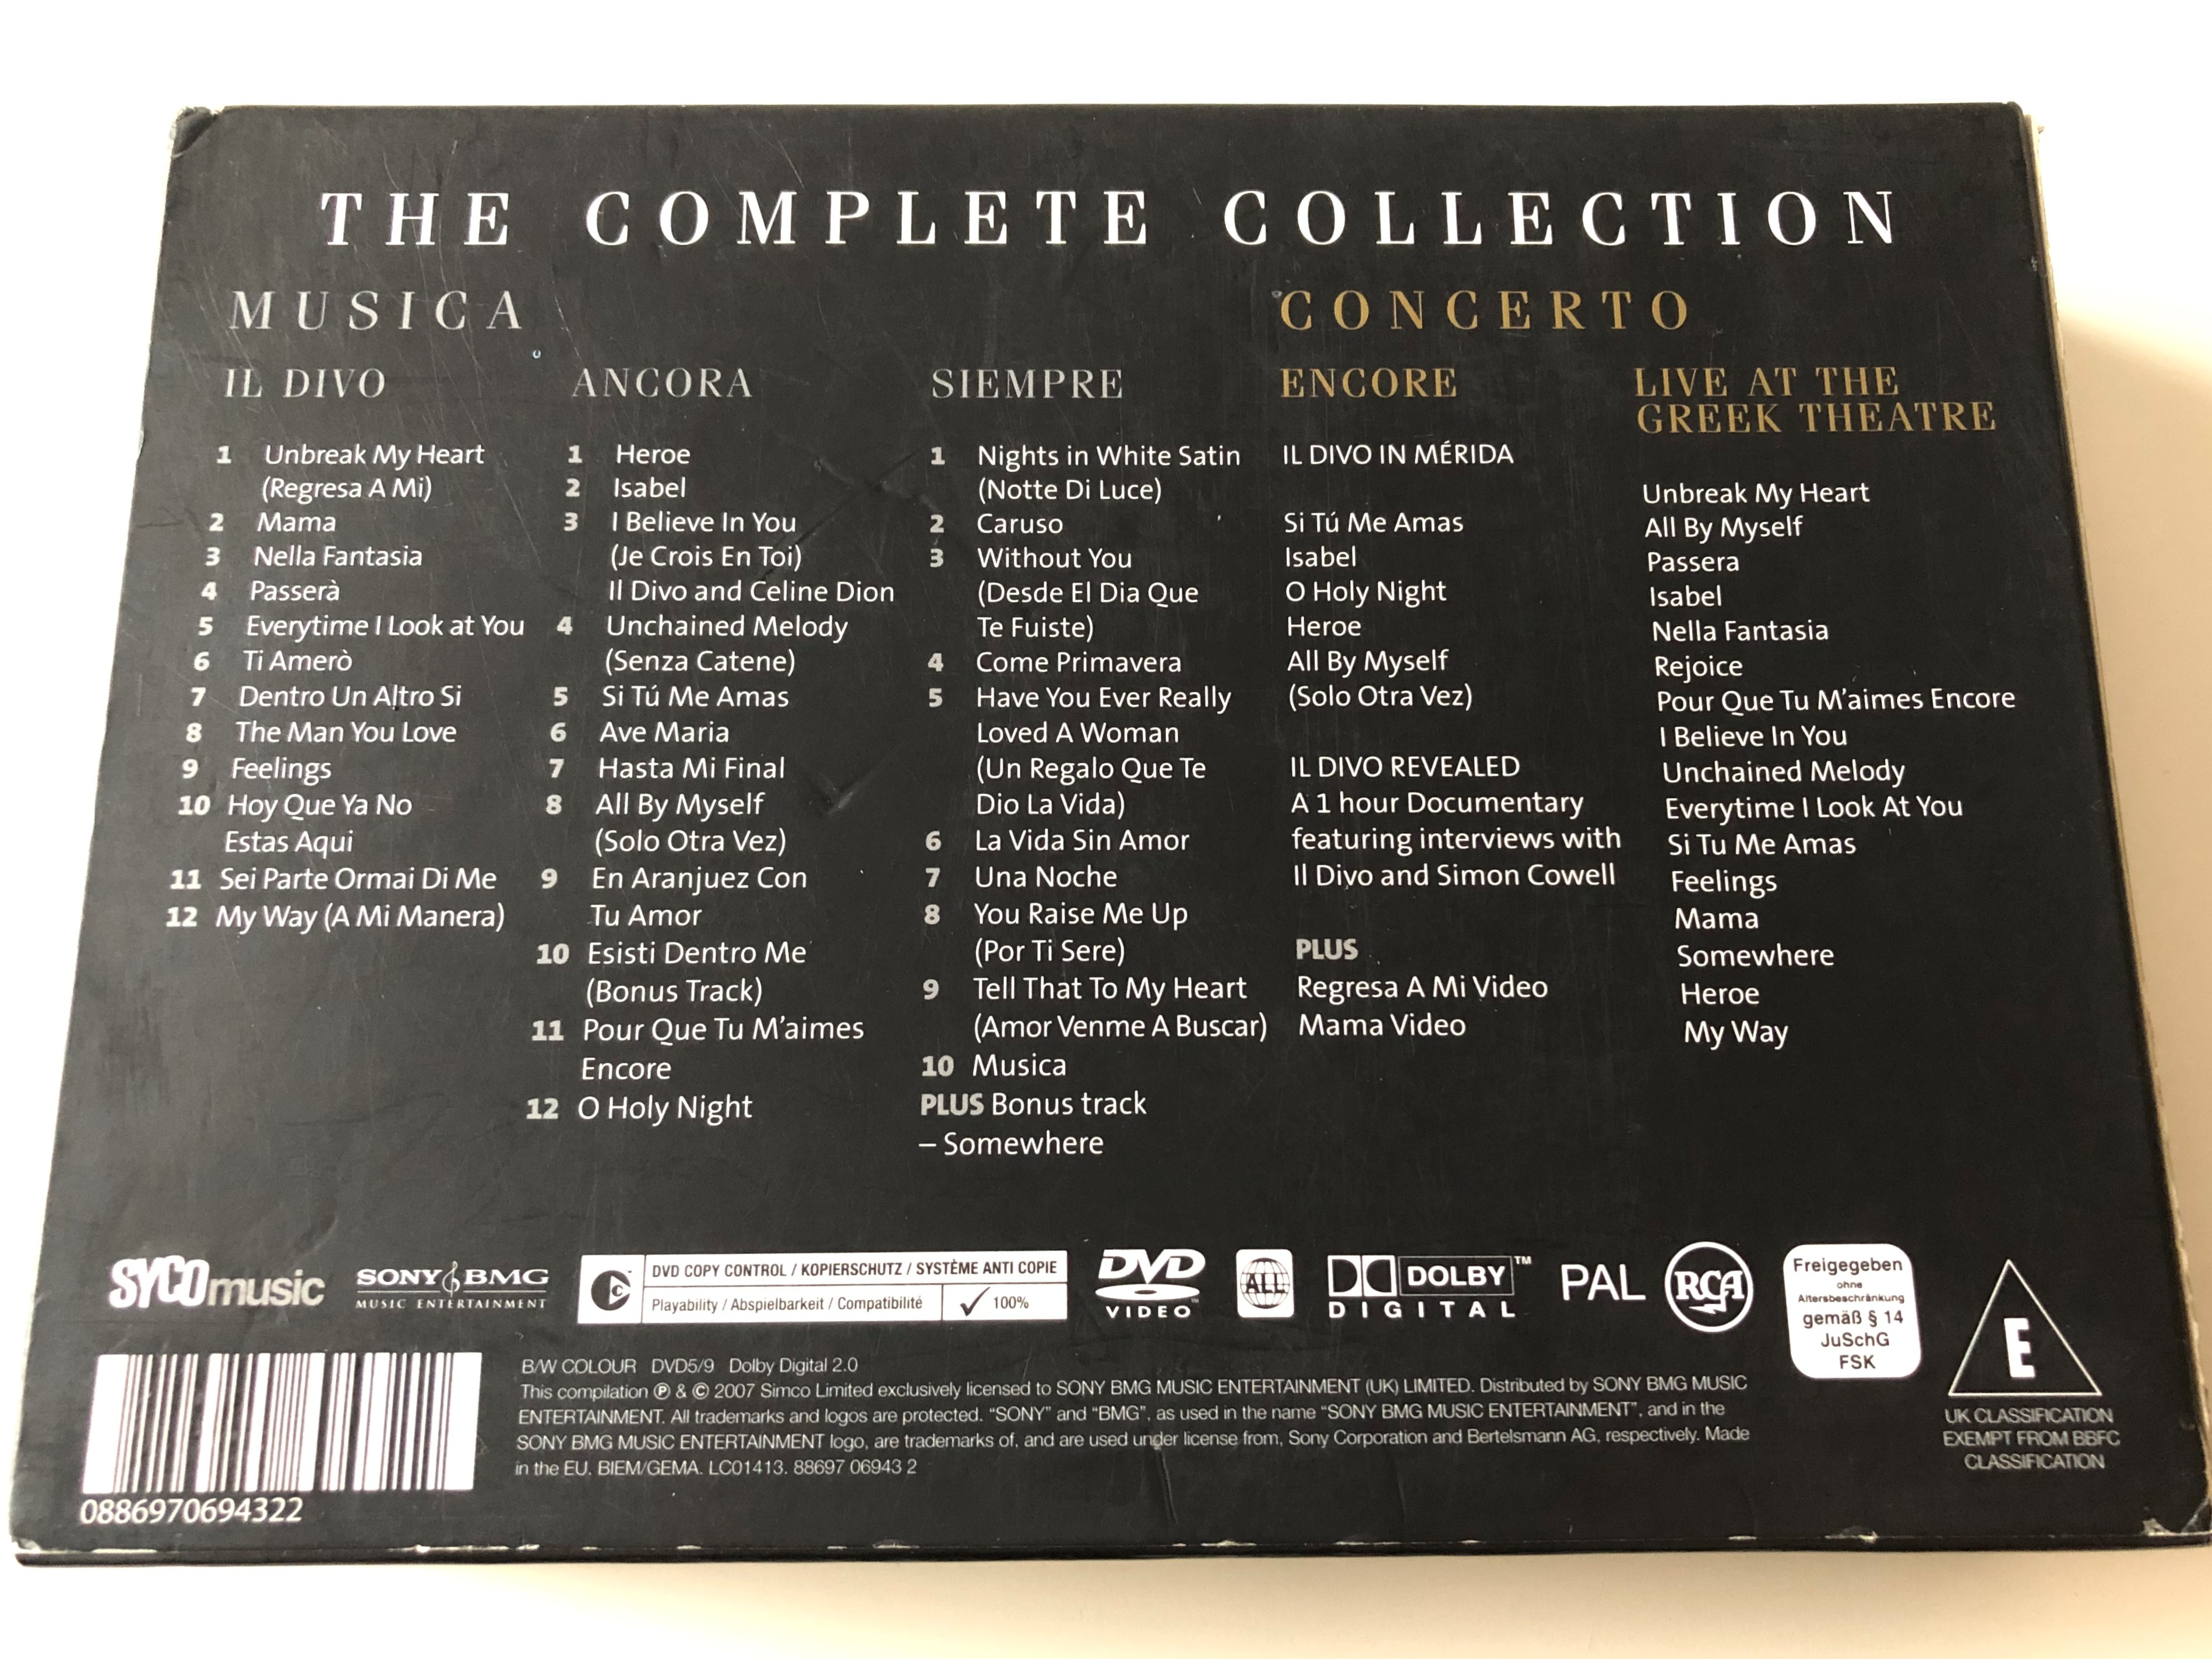 THE COMPLETE COLLECTION
MUSICA
IL DIVO
1 Unbreak My Heart
(Regresa A Mi)
2 Mama
3 Nella Fantasia
4 Passerà
5 Everytime I Look at You
6 Ti Amerò
7 Dentro Un Altro Si
8 The Man You Love
9 Feelings
10 Hoy Que Ya No
Estas Aqui
11 Sei Parte Ormai Di Me
12 My Way (A Mi Manera)
ANCORA
1 Heroe
2 Isabel
3 I Believe In You
(Je Crois En Toi)
Il Divo and Celine Dion
4 Unchained Melody
(Senza Catene)
5 Si Tú Me Amas
6 Ave Maria
7 Hasta Mi Final
8 All By Myself
(Solo Otra Vez)
9 En Aranjuez Con
Tu Amor
10 Esisti Dentro Me
(Bonus Track)
11 Pour Que Tu M'aimes
Encore
12 O Holy Night
SIEMPRE
1 Nights in White Satin
(Notte Di Luce)
2 Caruso
3 Without You
(Desde El Dia Que
Te Fuiste)
4 Come Primavera
5 Have You Ever Really
Loved A Woman
(Un Regalo Que Te
Dio La Vida)
6 La Vida Sin Amor
7 Una Noche
8 You Raise Me Up
(Por Ti Sere)
9 Tell That To My Heart
(Amor Venme A Buscar)
10 Musica
PLUS Bonus track
– Somewhere
CONCERTO
ENCORE
IL DIVO IN MÉRIDA
Si Tú Me Amas
Isabel
O Holy Night
Heroe
All By Myself
(Solo Otra Vez)
IL DIVO REVEALED
A 1 hour Documentary
featuring interviews with
Il Divo and Simon Cowell
PLUS
Regresa A Mi Video
Mama Video
LIVE AT THE
GREEK THEATRE
Unbreak My Heart
All By Myself
Passera
Isabel
Nella Fantasia
Rejoice
Pour Que Tu M'aimes Encore
I Believe In You
Unchained Melody
Everytime I Look At You
Si Tu Me Amas
Feelings
Mama
Somewhere
Heroe
My Way
SYCOmusic
SONY BMG
MUSIC ENTERTAINMENT
DVD COPY CONTROL / KOPIERSCHUTZ / SYSTÈME ANTI COPIE
Playability / Abspielbarkeit / Compatibilité ✓ 100%
DVD
VIDEO
ALL
DOLBY™
DIGITAL
PAL
RCA
Freigegeben
ohne
Altersbeschränkung
gemäß § 14
JuSchG
FSK
E
UK CLASSIFICATION
EXEMPT FROM BBFC
CLASSIFICATION
0886970694322
B/W COLOUR DVD5/9 Dolby Digital 2.0
This compilation ℗ & © 2007 Simco Limited exclusively licensed to SONY BMG MUSIC ENTERTAINMENT (UK) LIMITED. Distributed by SONY BMG MUSIC
ENTERTAINMENT. All trademarks and logos are protected. “SONY” and “BMG”, as used in the name “SONY BMG MUSIC ENTERTAINMENT”, and in the
SONY BMG MUSIC ENTERTAINMENT logo, are trademarks of, and are used under license from, Sony Corporation and Bertelsmann AG, respectively. Made
in the EU. BIEM/GEMA. LC01413. 88697 06943 2